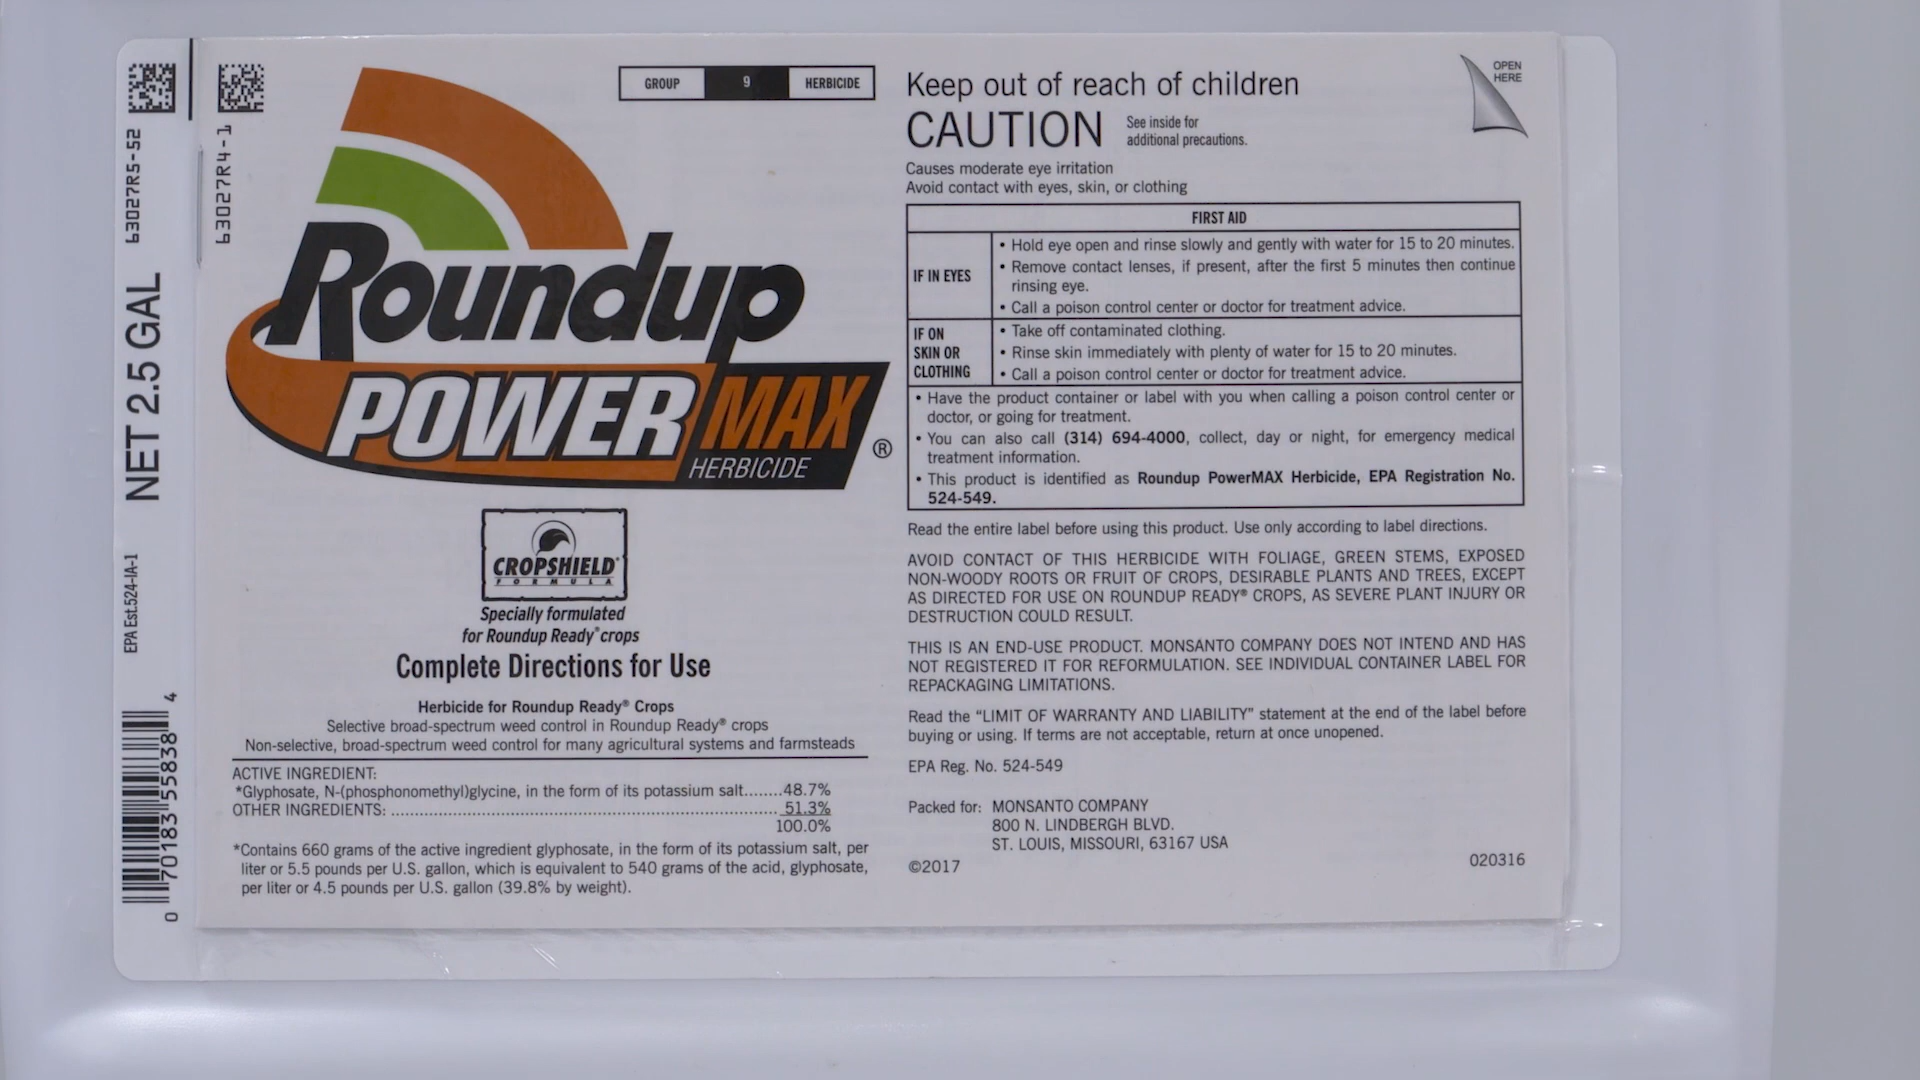 63027R5-52
NET 2.5 GAL
EPA Est.524-IA-1
0 70183 55838 4
63027R4-1
GROUP 9 HERBICIDE
Roundup
POWERMAX®
HERBICIDE
CROPSHIELD®
FORMULA
Specially formulated
for Roundup Ready® crops
Complete Directions for Use
Herbicide for Roundup Ready® Crops
Selective broad-spectrum weed control in Roundup Ready® crops
Non-selective, broad-spectrum weed control for many agricultural systems and farmsteads
ACTIVE INGREDIENT:
*Glyphosate, N-(phosphonomethyl)glycine, in the form of its potassium salt........48.7%
OTHER INGREDIENTS: ............................................................................ 51.3%
100.0%
*Contains 660 grams of the active ingredient glyphosate, in the form of its potassium salt, per
liter or 5.5 pounds per U.S. gallon, which is equivalent to 540 grams of the acid, glyphosate,
per liter or 4.5 pounds per U.S. gallon (39.8% by weight).
Keep out of reach of children
OPEN
HERE
CAUTION
See inside for
additional precautions.
Causes moderate eye irritation
Avoid contact with eyes, skin, or clothing
FIRST AID
IF IN EYES
• Hold eye open and rinse slowly and gently with water for 15 to 20 minutes.
• Remove contact lenses, if present, after the first 5 minutes then continue
rinsing eye.
• Call a poison control center or doctor for treatment advice.
IF ON
SKIN OR
CLOTHING
• Take off contaminated clothing.
• Rinse skin immediately with plenty of water for 15 to 20 minutes.
• Call a poison control center or doctor for treatment advice.
• Have the product container or label with you when calling a poison control center or
doctor, or going for treatment.
• You can also call (314) 694-4000, collect, day or night, for emergency medical
treatment information.
• This product is identified as Roundup PowerMAX Herbicide, EPA Registration No.
524-549.
Read the entire label before using this product. Use only according to label directions.
AVOID CONTACT OF THIS HERBICIDE WITH FOLIAGE, GREEN STEMS, EXPOSED
NON-WOODY ROOTS OR FRUIT OF CROPS, DESIRABLE PLANTS AND TREES, EXCEPT
AS DIRECTED FOR USE ON ROUNDUP READY® CROPS, AS SEVERE PLANT INJURY OR
DESTRUCTION COULD RESULT.
THIS IS AN END-USE PRODUCT. MONSANTO COMPANY DOES NOT INTEND AND HAS
NOT REGISTERED IT FOR REFORMULATION. SEE INDIVIDUAL CONTAINER LABEL FOR
REPACKAGING LIMITATIONS.
Read the “LIMIT OF WARRANTY AND LIABILITY” statement at the end of the label before
buying or using. If terms are not acceptable, return at once unopened.
EPA Reg. No. 524-549
Packed for: MONSANTO COMPANY
800 N. LINDBERGH BLVD.
ST. LOUIS, MISSOURI, 63167 USA
©2017
020316